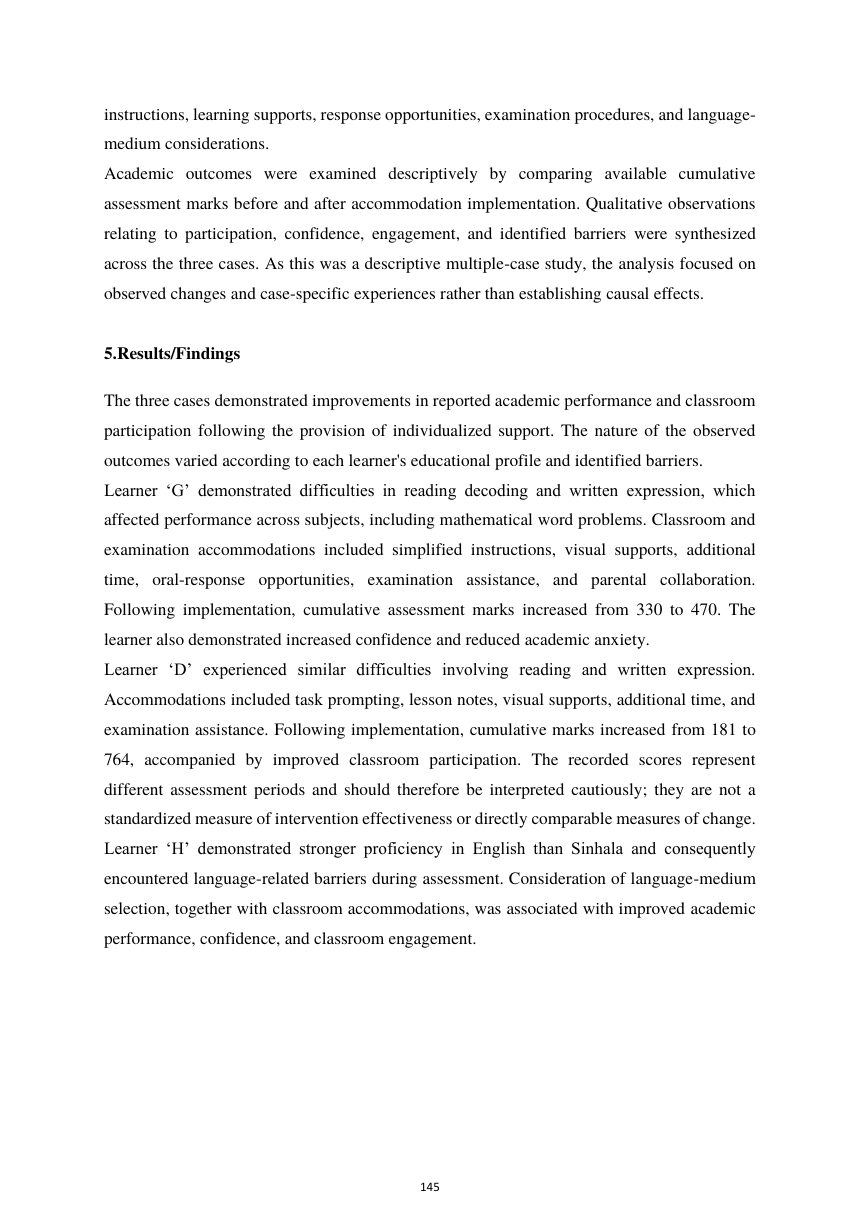 instructions, learning supports, response opportunities, examination procedures, and language-
medium considerations.
Academic outcomes were examined descriptively by comparing available cumulative
assessment marks before and after accommodation implementation. Qualitative observations
relating to participation, confidence, engagement, and identified barriers were synthesized
across the three cases. As this was a descriptive multiple-case study, the analysis focused on
observed changes and case-specific experiences rather than establishing causal effects.
5.Results/Findings
The three cases demonstrated improvements in reported academic performance and classroom
participation following the provision of individualized support. The nature of the observed
outcomes varied according to each learner's educational profile and identified barriers.
Learner ‘G’ demonstrated difficulties in reading decoding and written expression, which
affected performance across subjects, including mathematical word problems. Classroom and
examination accommodations included simplified instructions, visual supports, additional
time, oral-response opportunities, examination assistance, and parental collaboration.
Following implementation, cumulative assessment marks increased from 330 to 470. The
learner also demonstrated increased confidence and reduced academic anxiety.
Learner ‘D’ experienced similar difficulties involving reading and written expression.
Accommodations included task prompting, lesson notes, visual supports, additional time, and
examination assistance. Following implementation, cumulative marks increased from 181 to
764, accompanied by improved classroom participation. The recorded scores represent
different assessment periods and should therefore be interpreted cautiously; they are not a
standardized measure of intervention effectiveness or directly comparable measures of change.
Learner ‘H’ demonstrated stronger proficiency in English than Sinhala and consequently
encountered language-related barriers during assessment. Consideration of language-medium
selection, together with classroom accommodations, was associated with improved academic
performance, confidence, and classroom engagement.
145